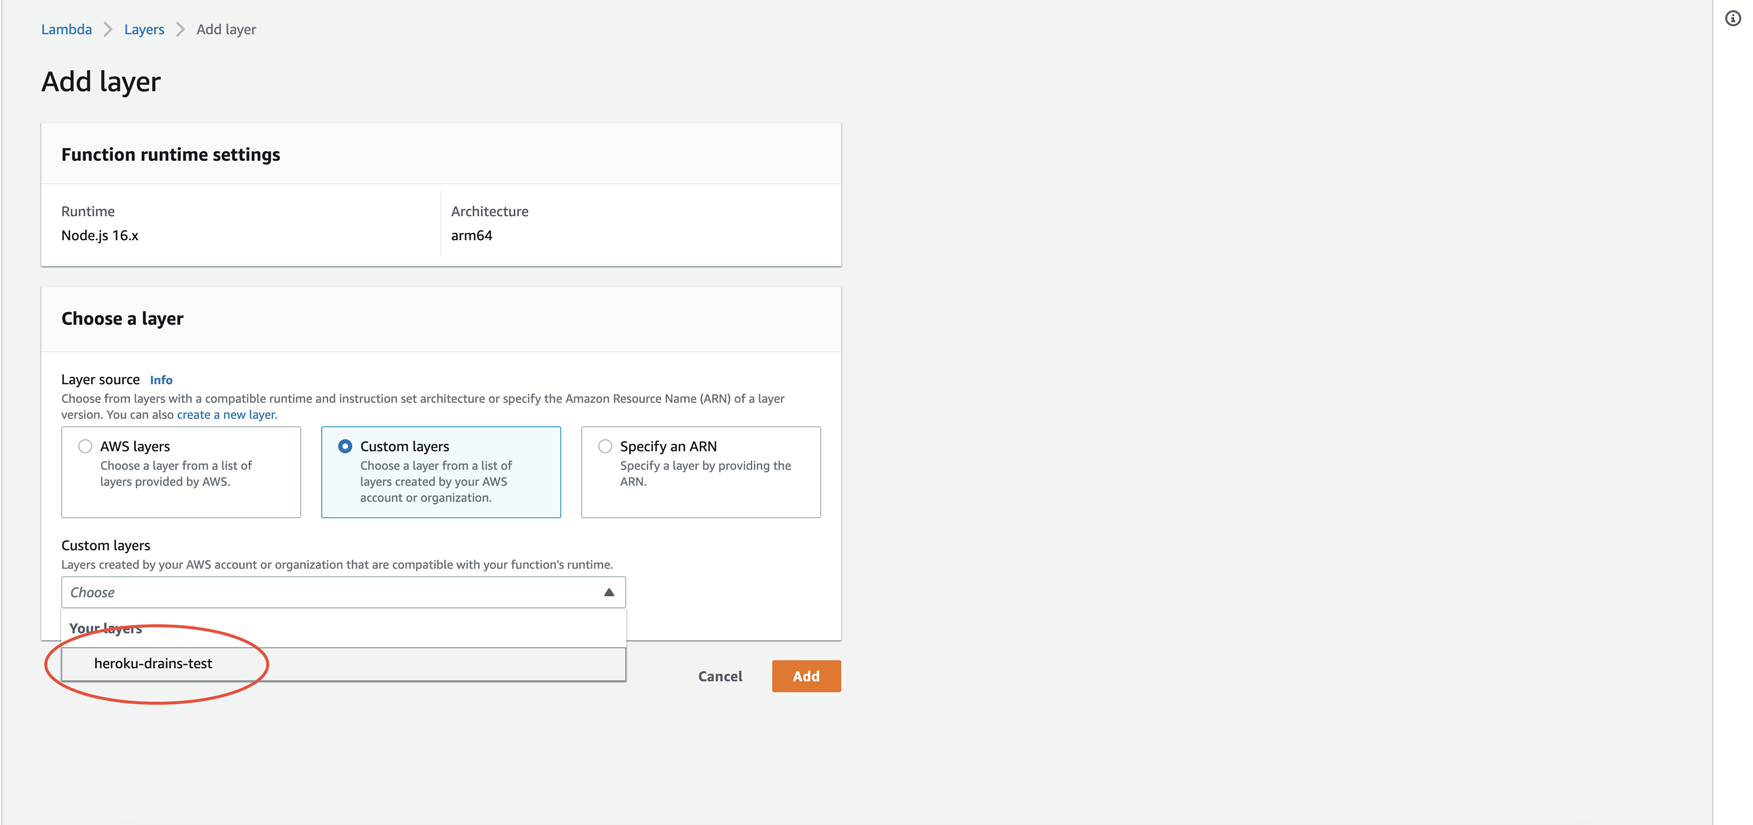 Lambda > Layers > Add layer
Add layer
Function runtime settings
Runtime
Node.js 16.x
Architecture
arm64
Choose a layer
Layer source Info
Choose from layers with a compatible runtime and instruction set architecture or specify the Amazon Resource Name (ARN) of a layer
version. You can also create a new layer.
AWS layers
Choose a layer from a list of
layers provided by AWS.
Custom layers
Choose a layer from a list of
layers created by your AWS
account or organization.
Specify an ARN
Specify a layer by providing the
ARN.
Custom layers
Layers created by your AWS account or organization that are compatible with your function's runtime.
Choose
Your layers
heroku-drains-test
Cancel
Add